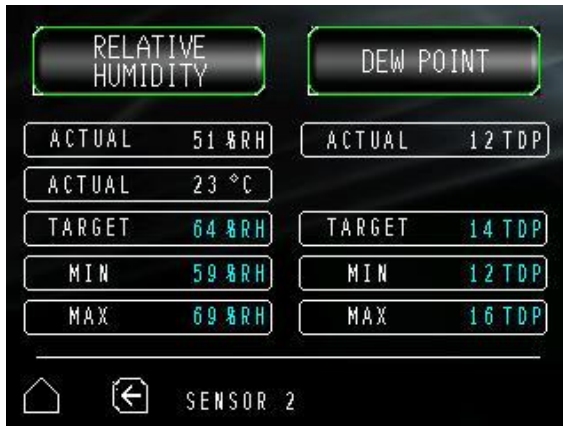 RELATIVE
HUMIDITY
DEW POINT
ACTUAL 51 %RH
ACTUAL 12 TDP
ACTUAL 23 °C
TARGET 64 %RH
TARGET 14 TDP
MIN 59 %RH
MIN 12 TDP
MAX 69 %RH
MAX 16 TDP
SENSOR 2